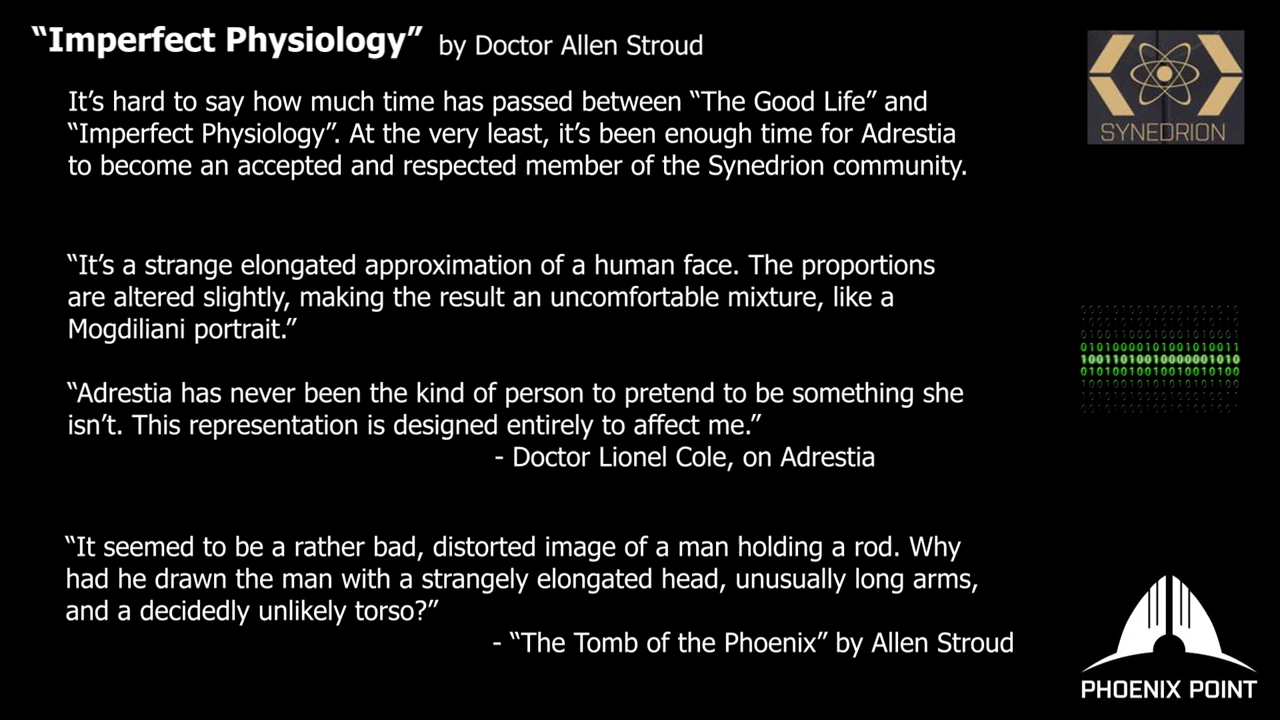 “Imperfect Physiology” by Doctor Allen Stroud
It’s hard to say how much time has passed between “The Good Life” and
“Imperfect Physiology”. At the very least, it’s been enough time for Adrestia
to become an accepted and respected member of the Synedrion community.
SYNEDRION
“It’s a strange elongated approximation of a human face. The proportions
are altered slightly, making the result an uncomfortable mixture, like a
Mogdiliani portrait.”
“Adrestia has never been the kind of person to pretend to be something she
isn’t. This representation is designed entirely to affect me.”
- Doctor Lionel Cole, on Adrestia
0101000010100101010011
1001101001000000101 0
“It seemed to be a rather bad, distorted image of a man holding a rod. Why
had he drawn the man with a strangely elongated head, unusually long arms,
and a decidedly unlikely torso?”
- “The Tomb of the Phoenix” by Allen Stroud
PHOENIX POINT